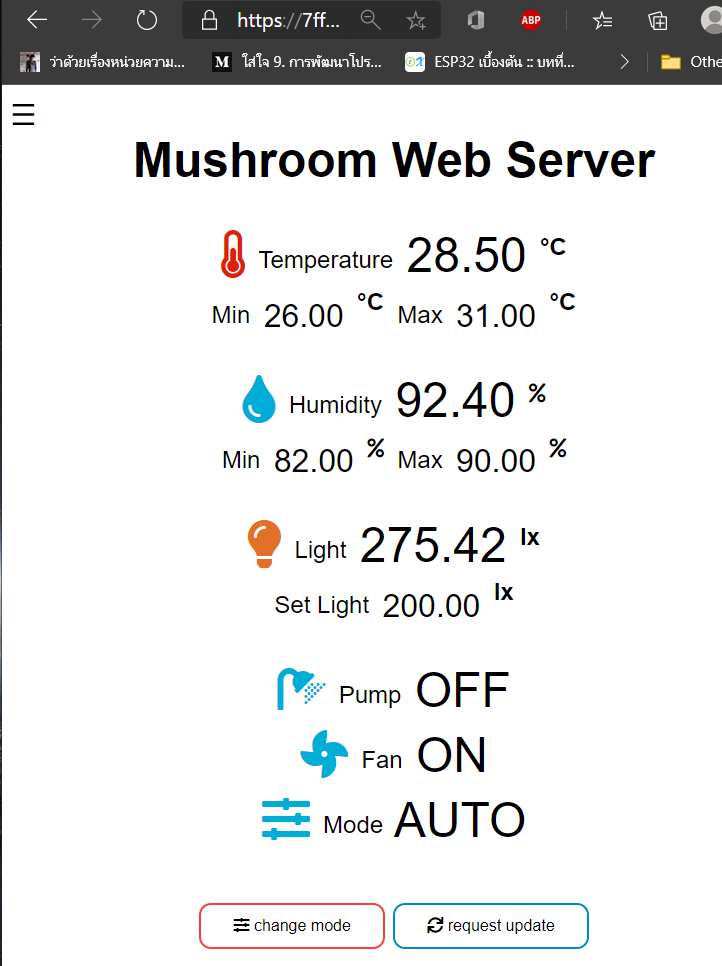 https://7ff...
ABP
ว่าด้วยเรื่องหน่วยความ...
M
ใส่ใจ 9. การพัฒนาโปร...
ESP32 เบื้องต้น :: บทที่...
Othe
Mushroom Web Server
Temperature 28.50 °C
Min 26.00 °C Max 31.00 °C
Humidity 92.40 %
Min 82.00 % Max 90.00 %
Light 275.42 lx
Set Light 200.00 lx
Pump OFF
Fan ON
Mode AUTO
change mode
request update